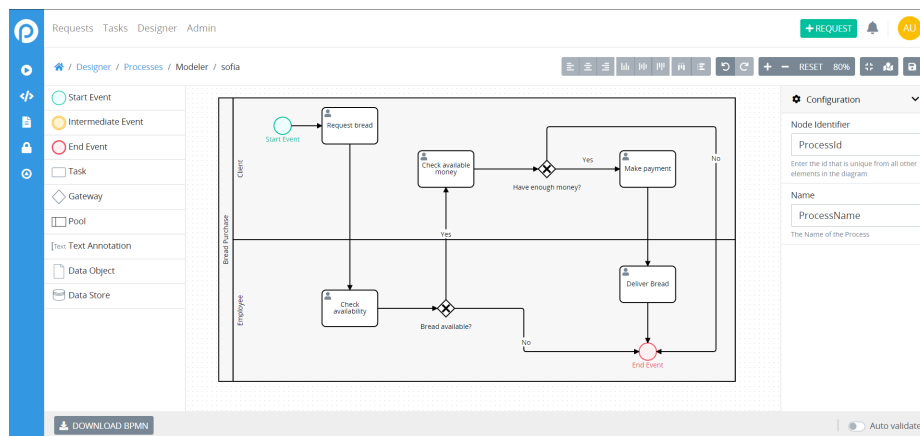 Requests Tasks Designer Admin
+ REQUEST
AU
/ Designer / Processes / Modeler / sofia
+ − RESET 80%
Start Event
Intermediate Event
End Event
Task
Gateway
Pool
[Text Text Annotation
Data Object
Data Store
Bread Purchase
Client
Employee
Start Event
Request bread
Check available
money
Have enough money?
Yes
No
Make payment
Yes
Check
availability
Bread available?
No
Deliver Bread
End Event
Configuration
Node Identifier
ProcessId
Enter the id that is unique from all other
elements in the diagram
Name
ProcessName
The Name of the Process
DOWNLOAD BPMN
Auto validate